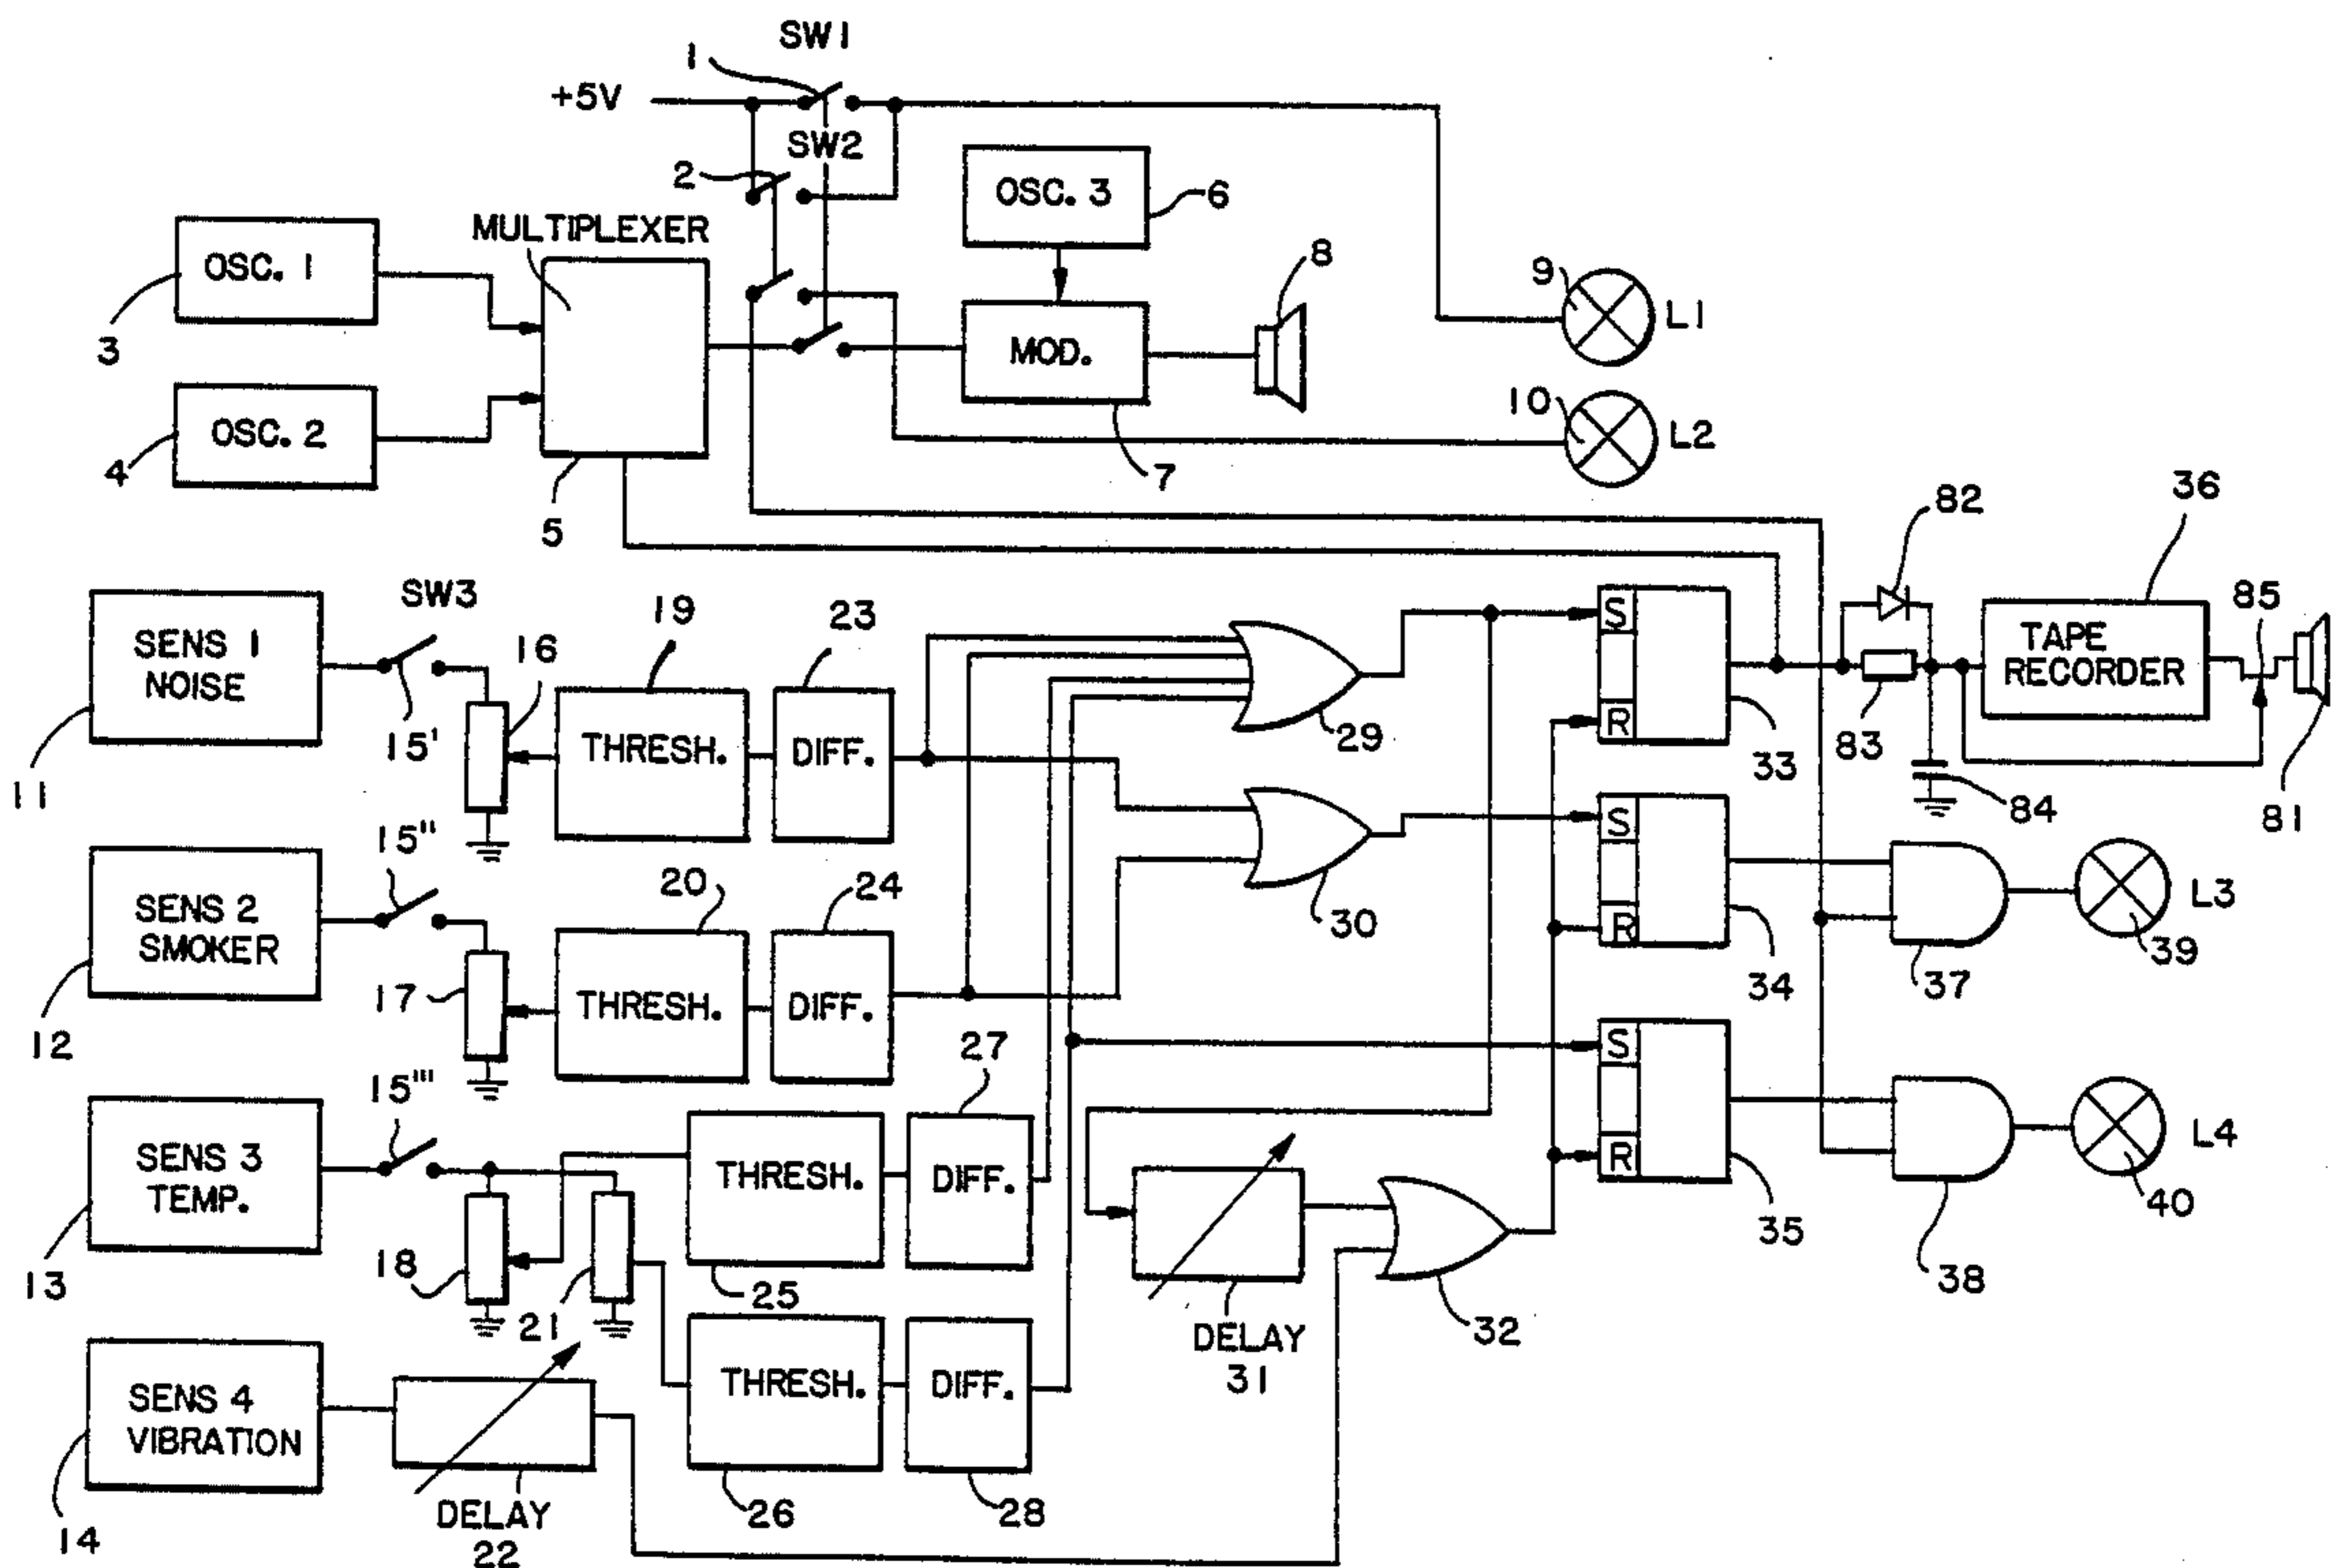 SW1
1
+5V
SW2
2
OSC. 3
6
MULTIPLEXER
8
OSC. 1
9
L1
3
MOD.
10
OSC. 2
L2
4
7
36
5
82
SW3
85
SENS 1
NOISE
16
19
23
S
TAPE
RECORDER
15'
THRESH.
DIFF.
29
R
83
11
33
84
81
15"
S
SENS 2
SMOKER
20
24
30
R
L3
17
THRESH.
DIFF.
34
37
39
12
27
S
15'"
SENS 3
TEMP.
THRESH.
DIFF.
R
L4
35
40
13
18
21
25
38
32
DELAY
31
SENS 4
VIBRATION
THRESH.
DIFF.
14
DELAY
22
26
28